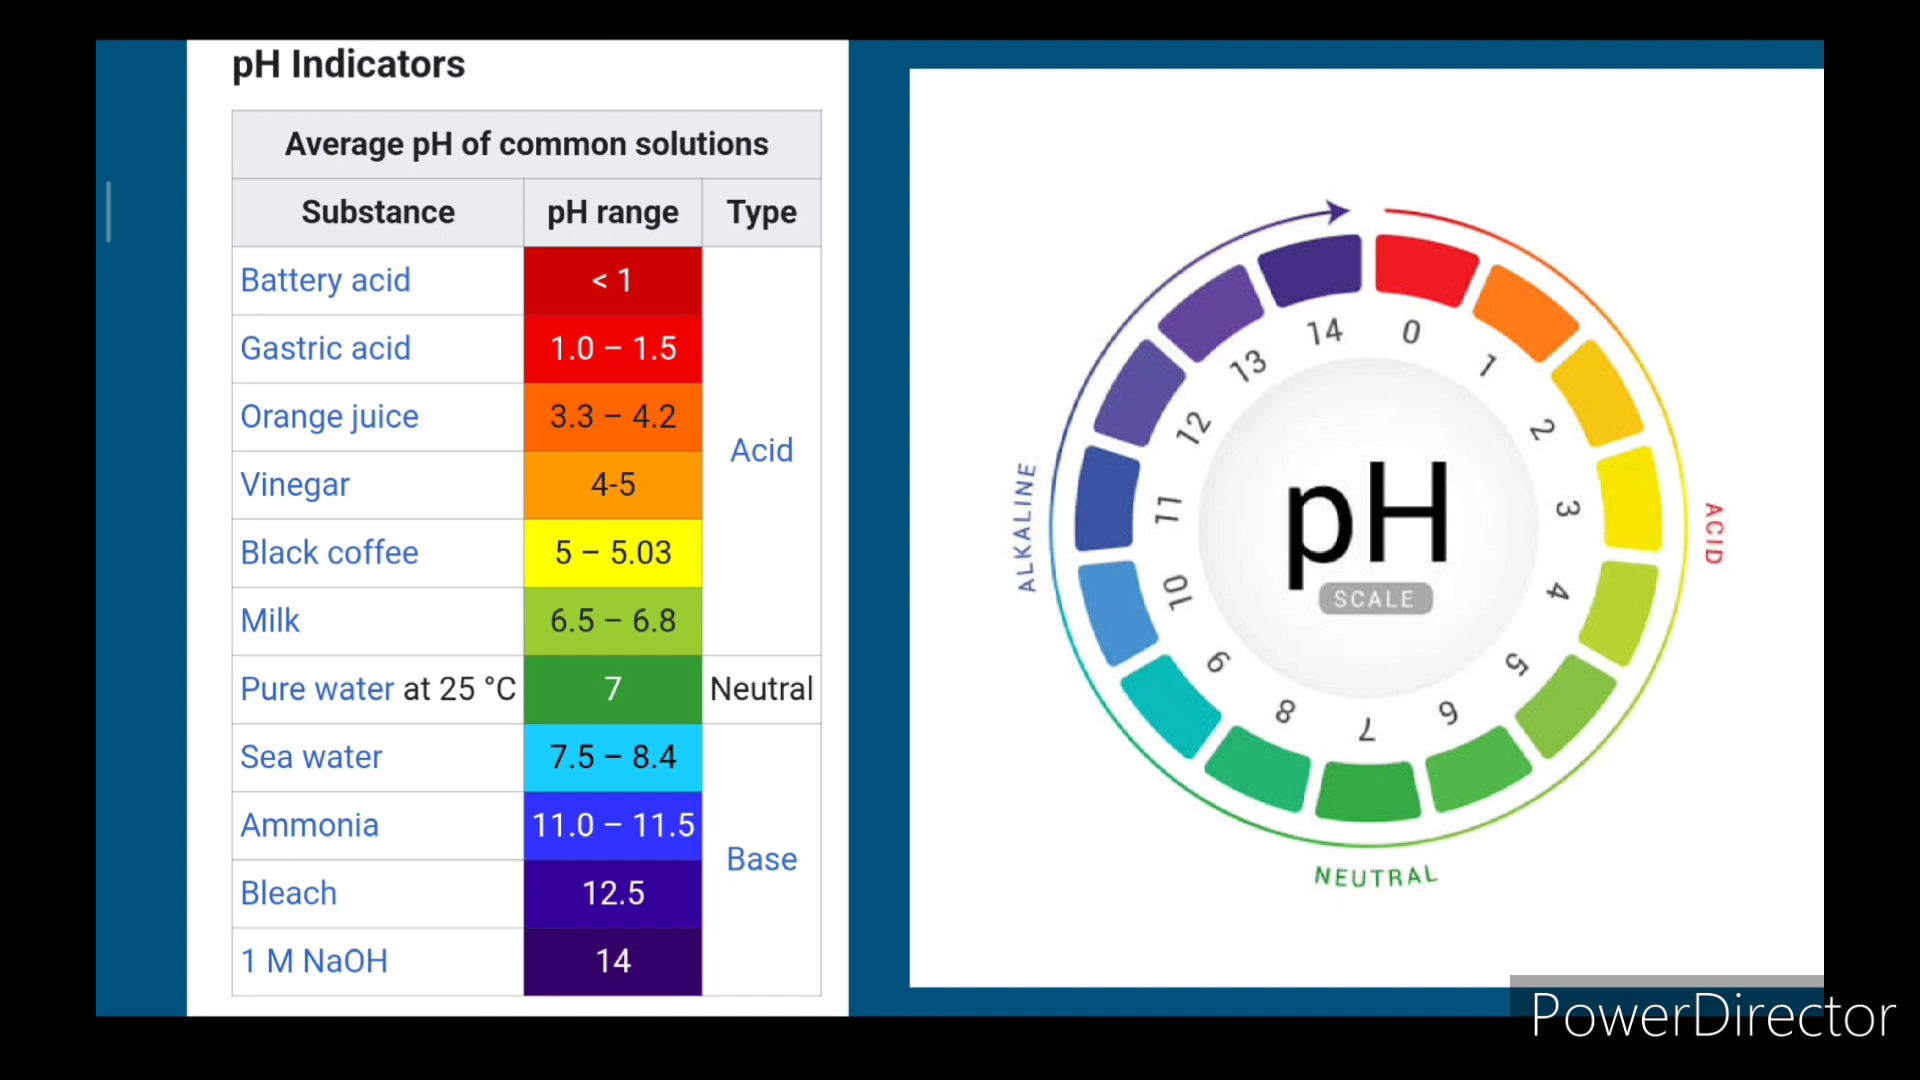 pH Indicators
Average pH of common solutions
Substance pH range Type
Battery acid < 1
Gastric acid 1.0 – 1.5
Orange juice 3.3 – 4.2
Acid
Vinegar 4-5
Black coffee 5 – 5.03
Milk 6.5 – 6.8
Pure water at 25 °C 7 Neutral
Sea water 7.5 – 8.4
Ammonia 11.0 – 11.5
Base
Bleach 12.5
1 M NaOH 14
0
1
2
3
4
5
6
7
8
9
10
11
12
13
14
pH
SCALE
ALKALINE
ACID
NEUTRAL
PowerDirector